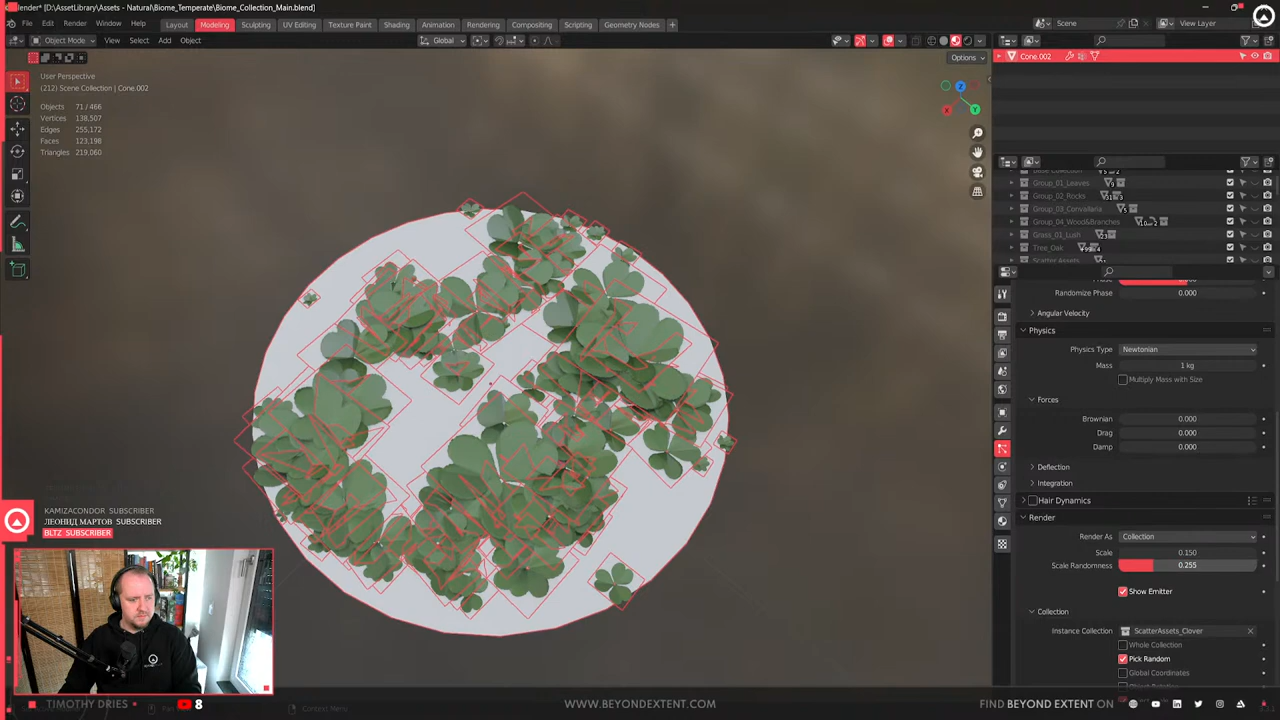 Blender* [D:\AssetLibrary\Assets - Natural\Biome_Temperate\Biome_Collection_Main.blend]
File Edit Render Window Help
Layout Modeling Sculpting UV Editing Texture Paint Shading Animation Rendering Compositing Scripting Geometry Nodes +
Scene
View Layer
Object Mode View Select Add Object
Global
Options
User Perspective
(212) Scene Collection | Cone.002
Objects 71 / 466
Vertices 138,507
Edges 255,172
Faces 123,198
Triangles 219,060
Z
X
Y
Cone.002
Base Collection
Group_01_Leaves
Group_02_Rocks
Group_03_Convillaria
Group_04_Wood&Branches
Grass_01_Lush
Tree_Oak
Scatter Assets
Randomize Phase 0.000
Angular Velocity
Physics
Physics Type Newtonian
Mass 1 kg
Multiply Mass with Size
Forces
Brownian 0.000
Drag 0.000
Damp 0.000
Deflection
Integration
Hair Dynamics
Render
Render As Collection
Scale 0.150
Scale Randomness 0.255
Show Emitter
Collection
Instance Collection ScatterAssets_Clover
Whole Collection
Pick Random
Global Coordinates
KAMIZACONDOR SUBSCRIBER
ЛЕОНИД МАРТОВ SUBSCRIBER
BLTZ SUBSCRIBER
TIMOTHY DRIES
8
WWW.BEYONDEXTENT.COM
FIND BEYOND EXTENT ON
Context Menu